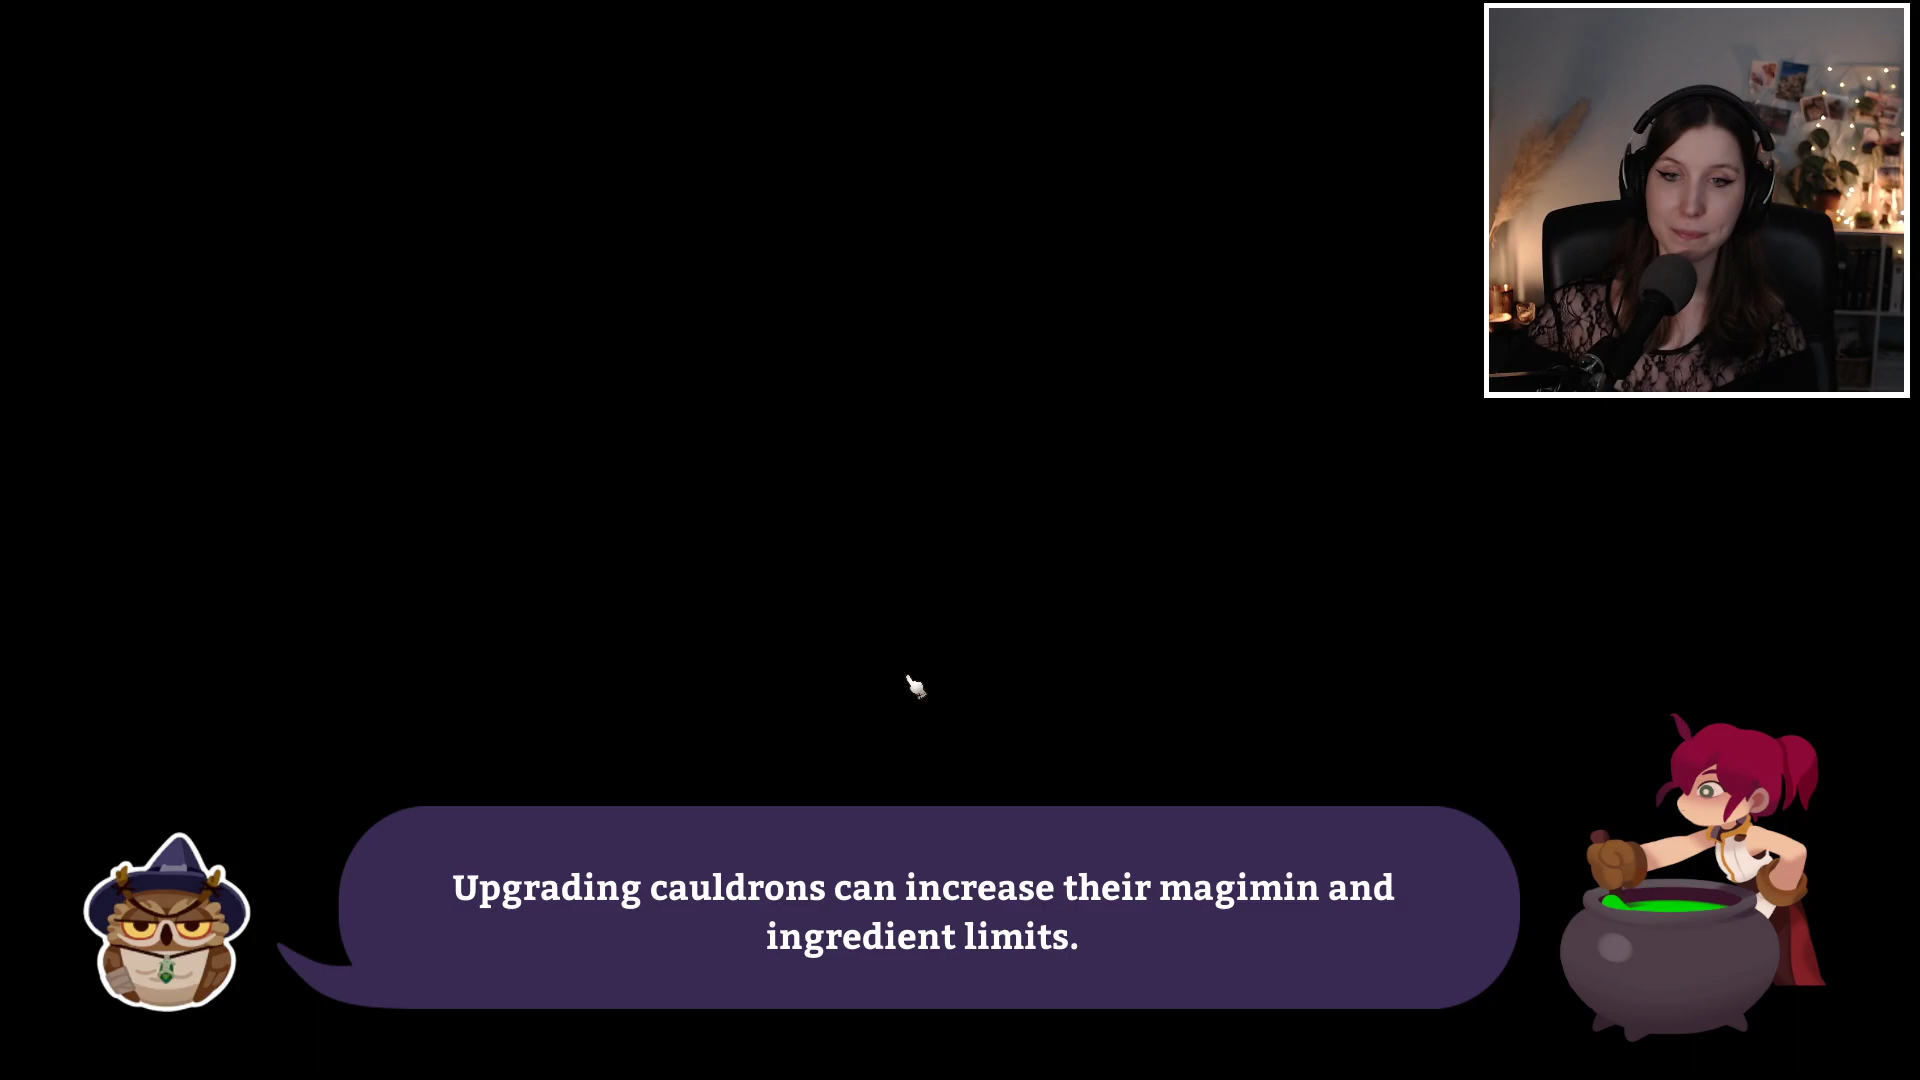 Upgrading cauldrons can increase their magimin and
ingredient limits.